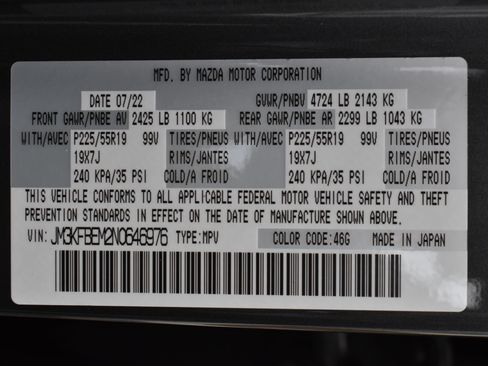 MFD. BY MAZDA MOTOR CORPORATION
DATE 07/22 GVWR/PNBV 4724 LB 2143 KG
FRONT GAWR/PNBE AV 2425 LB 1100 KG REAR GAWR/PNBE AR 2299 LB 1043 KG
WITH/AVEC P225/55R19 99V TIRES/PNEUS WITH/AVEC P225/55R19 99V TIRES/PNEUS
19X7J RIMS/JANTES 19X7J RIMS/JANTES
240 KPA/35 PSI COLD/A FROID 240 KPA/35 PSI COLD/A FROID
THIS VEHICLE CONFORMS TO ALL APPLICABLE FEDERAL MOTOR VEHICLE SAFETY AND THEFT
PREVENTION STANDARDS IN EFFECT ON THE DATE OF MANUFACTURE SHOWN ABOVE.
VIN: JM3KFBEM2N0646976 TYPE:MPV COLOR CODE:46G MADE IN JAPAN